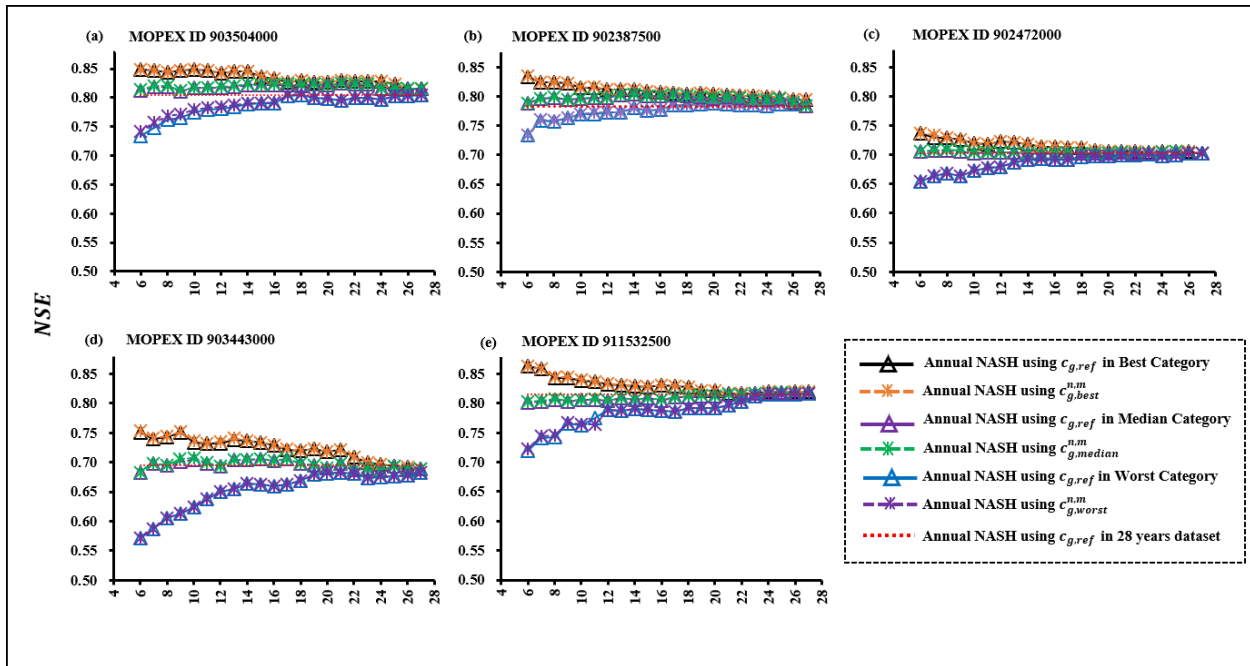 (a) MOPEX ID 903504000
0.85
0.80
0.75
0.70
0.65
0.60
0.55
0.50
4 6 8 10 12 14 16 18 20 22 24 26 28
(b) MOPEX ID 902387500
0.85
0.80
0.75
0.70
0.65
0.60
0.55
0.50
4 6 8 10 12 14 16 18 20 22 24 26 28
(c) MOPEX ID 902472000
0.85
0.80
0.75
0.70
0.65
0.60
0.55
0.50
4 6 8 10 12 14 16 18 20 22 24 26 28
NSE
(d) MOPEX ID 903443000
0.85
0.80
0.75
0.70
0.65
0.60
0.55
0.50
4 6 8 10 12 14 16 18 20 22 24 26 28
(e) MOPEX ID 911532500
0.85
0.80
0.75
0.70
0.65
0.60
0.55
0.50
4 6 8 10 12 14 16 18 20 22 24 26 28
Annual NASH using c_{g,ref} in Best Category
Annual NASH using c_{g,best}^{n,m}
Annual NASH using c_{g,ref} in Median Category
Annual NASH using c_{g,median}^{n,m}
Annual NASH using c_{g,ref} in Worst Category
Annual NASH using c_{g,worst}^{n,m}
Annual NASH using c_{g,ref} in 28 years dataset